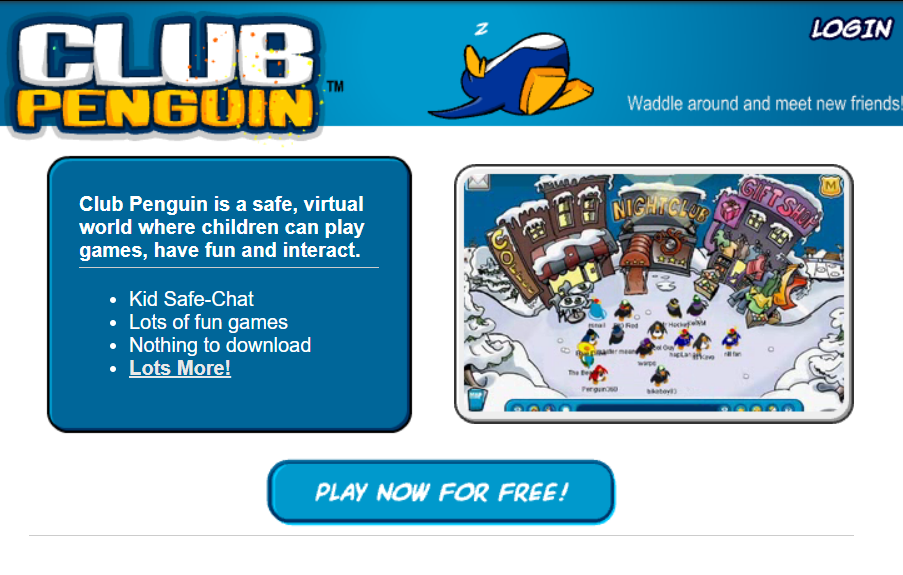 CLUB
PENGUIN™
z
LOGIN
Waddle around and meet new friends!
Club Penguin is a safe, virtual
world where children can play
games, have fun and interact.
Kid Safe-Chat
Lots of fun games
Nothing to download
Lots More!
M
NIGHTCLUB
GIFT SHOP
Penguin360
PLAY NOW FOR FREE!